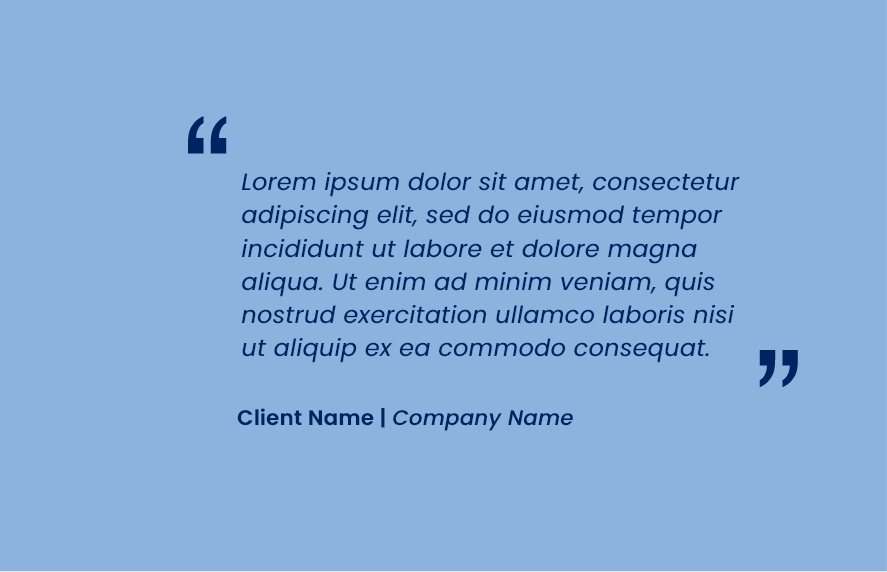 “
Lorem ipsum dolor sit amet, consectetur
adipiscing elit, sed do eiusmod tempor
incididunt ut labore et dolore magna
aliqua. Ut enim ad minim veniam, quis
nostrud exercitation ullamco laboris nisi
ut aliquip ex ea commodo consequat.
”
Client Name | Company Name